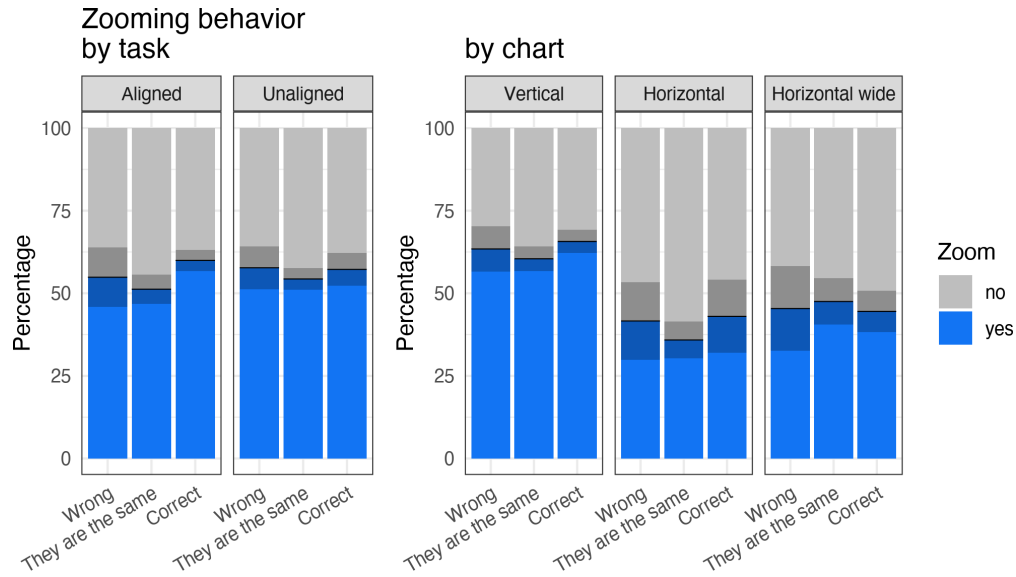 Zooming behavior
by task
by chart
Aligned
Unaligned
Vertical
Horizontal
Horizontal wide
Percentage
100
75
50
25
0
Percentage
100
75
50
25
0
Wrong
They are the same
Correct
Wrong
They are the same
Correct
Wrong
They are the same
Correct
Wrong
They are the same
Correct
Wrong
They are the same
Correct
Zoom
no
yes